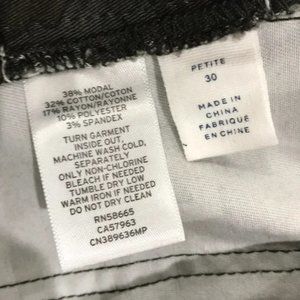 38% MODAL
32% COTTON/COTON
17% RAYON/RAYONNE
10% POLYESTER
3% SPANDEX
TURN GARMENT
INSIDE OUT,
MACHINE WASH COLD,
SEPARATELY
ONLY NON-CHLORINE
BLEACH IF NEEDED
TUMBLE DRY LOW
WARM IRON IF NEEDED
DO NOT DRY CLEAN
RN58665
CA57963
CN389636MP
PETITE
30
MADE IN
CHINA
FABRIQUÉ
EN CHINE